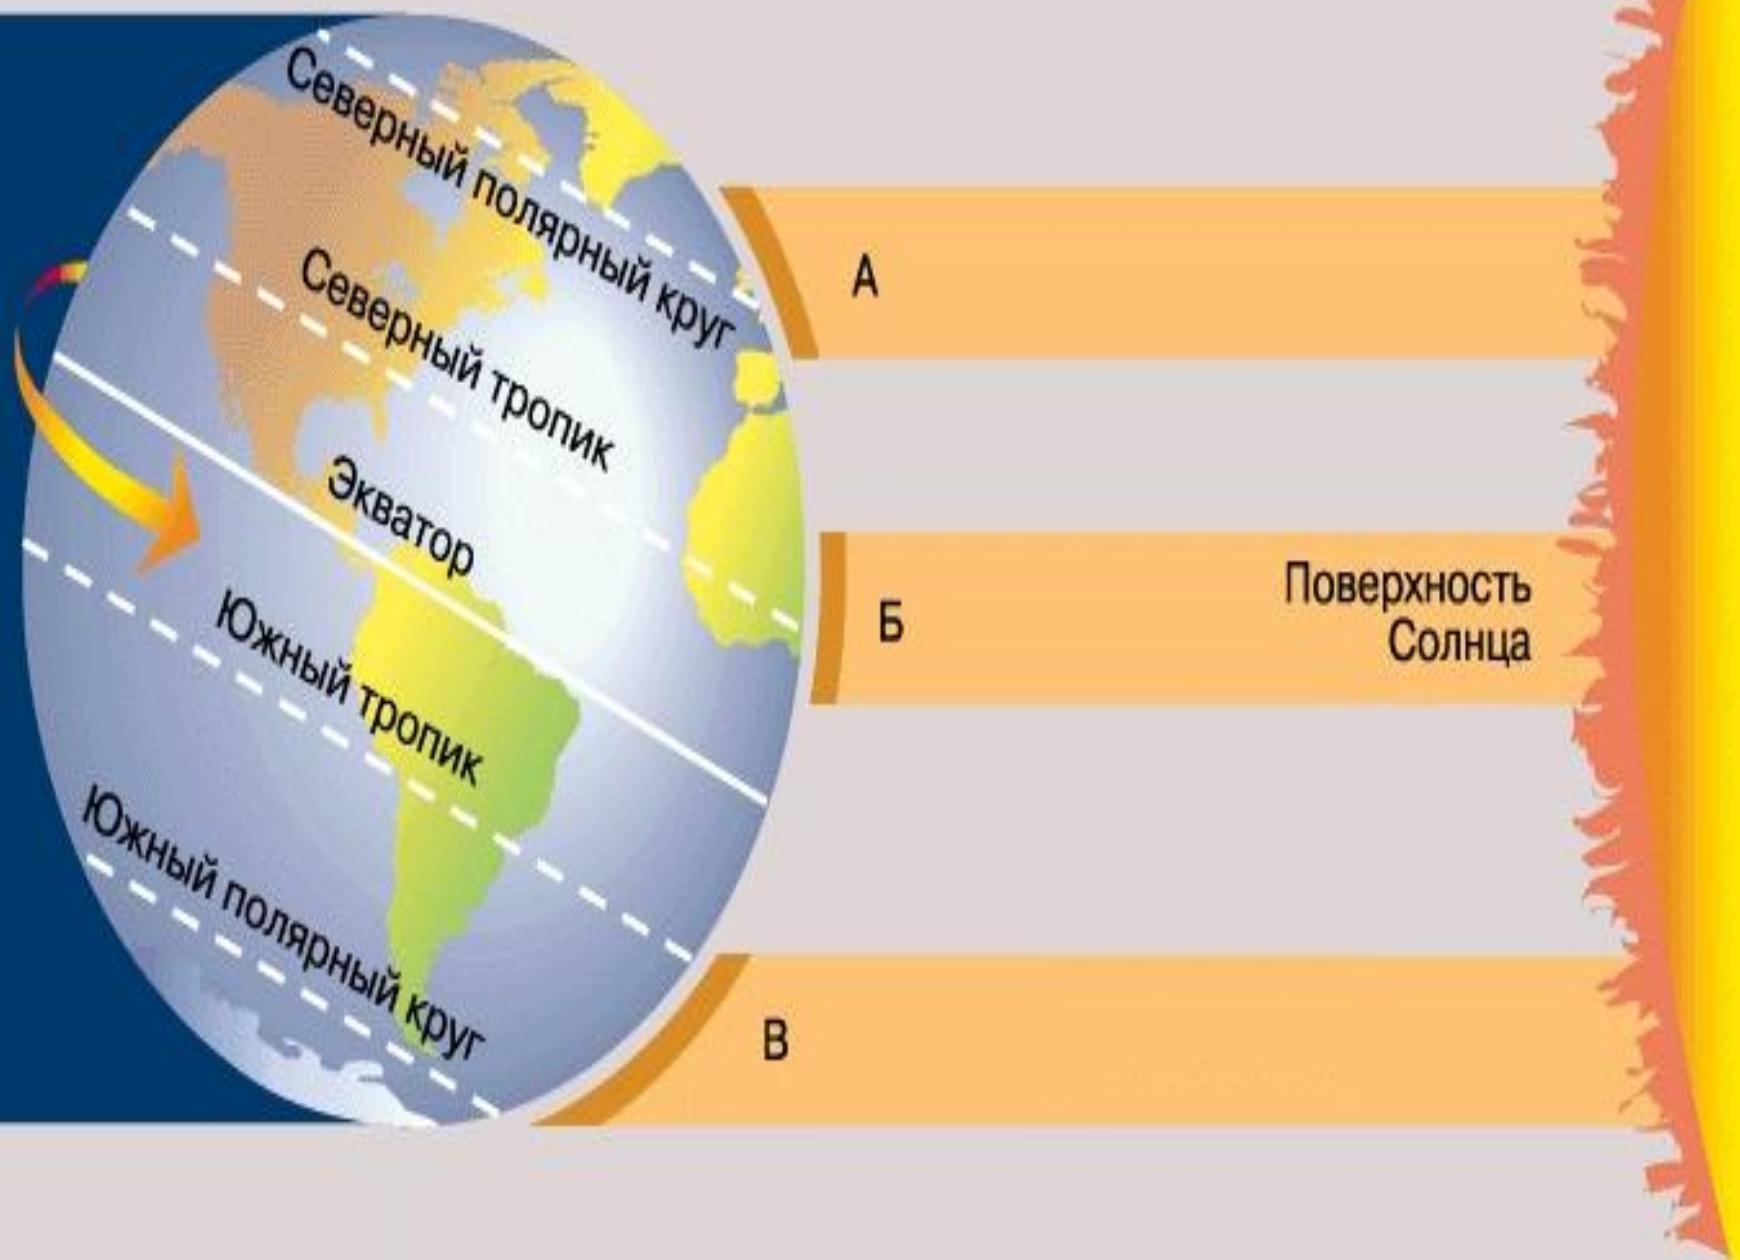 Северный полярный круг
Северный тропик
Экватор
Южный тропик
Южный полярный круг
А
Б
Поверхность
Солнца
В